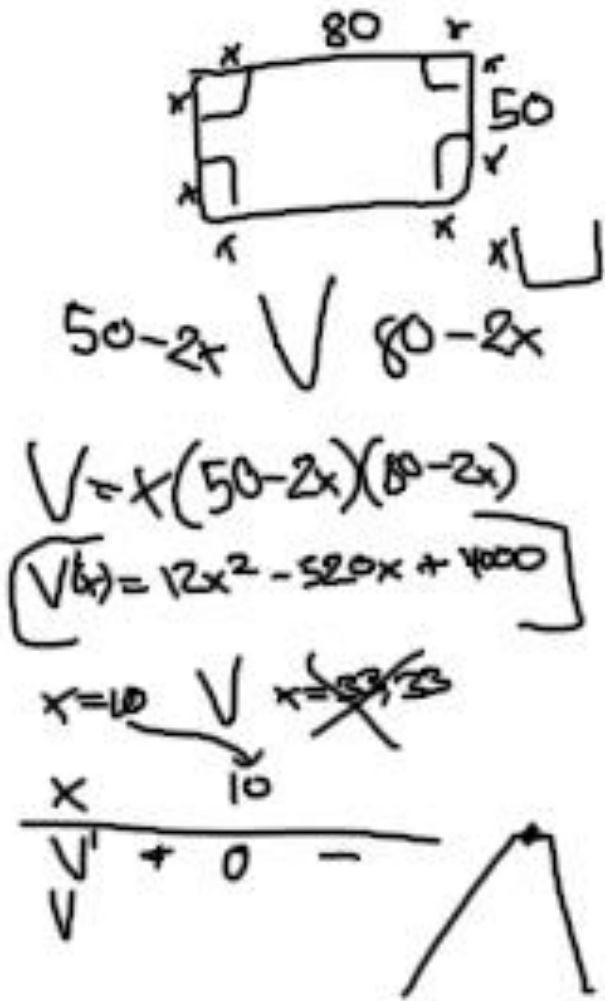 80
x x
x x
50
x x
x x
x
50-2x V 80-2x
V=x(50-2x)(80-2x)
V(x)=12x²-520x+4000
x=10 V x=33,33
x 10
V' + 0 -
V